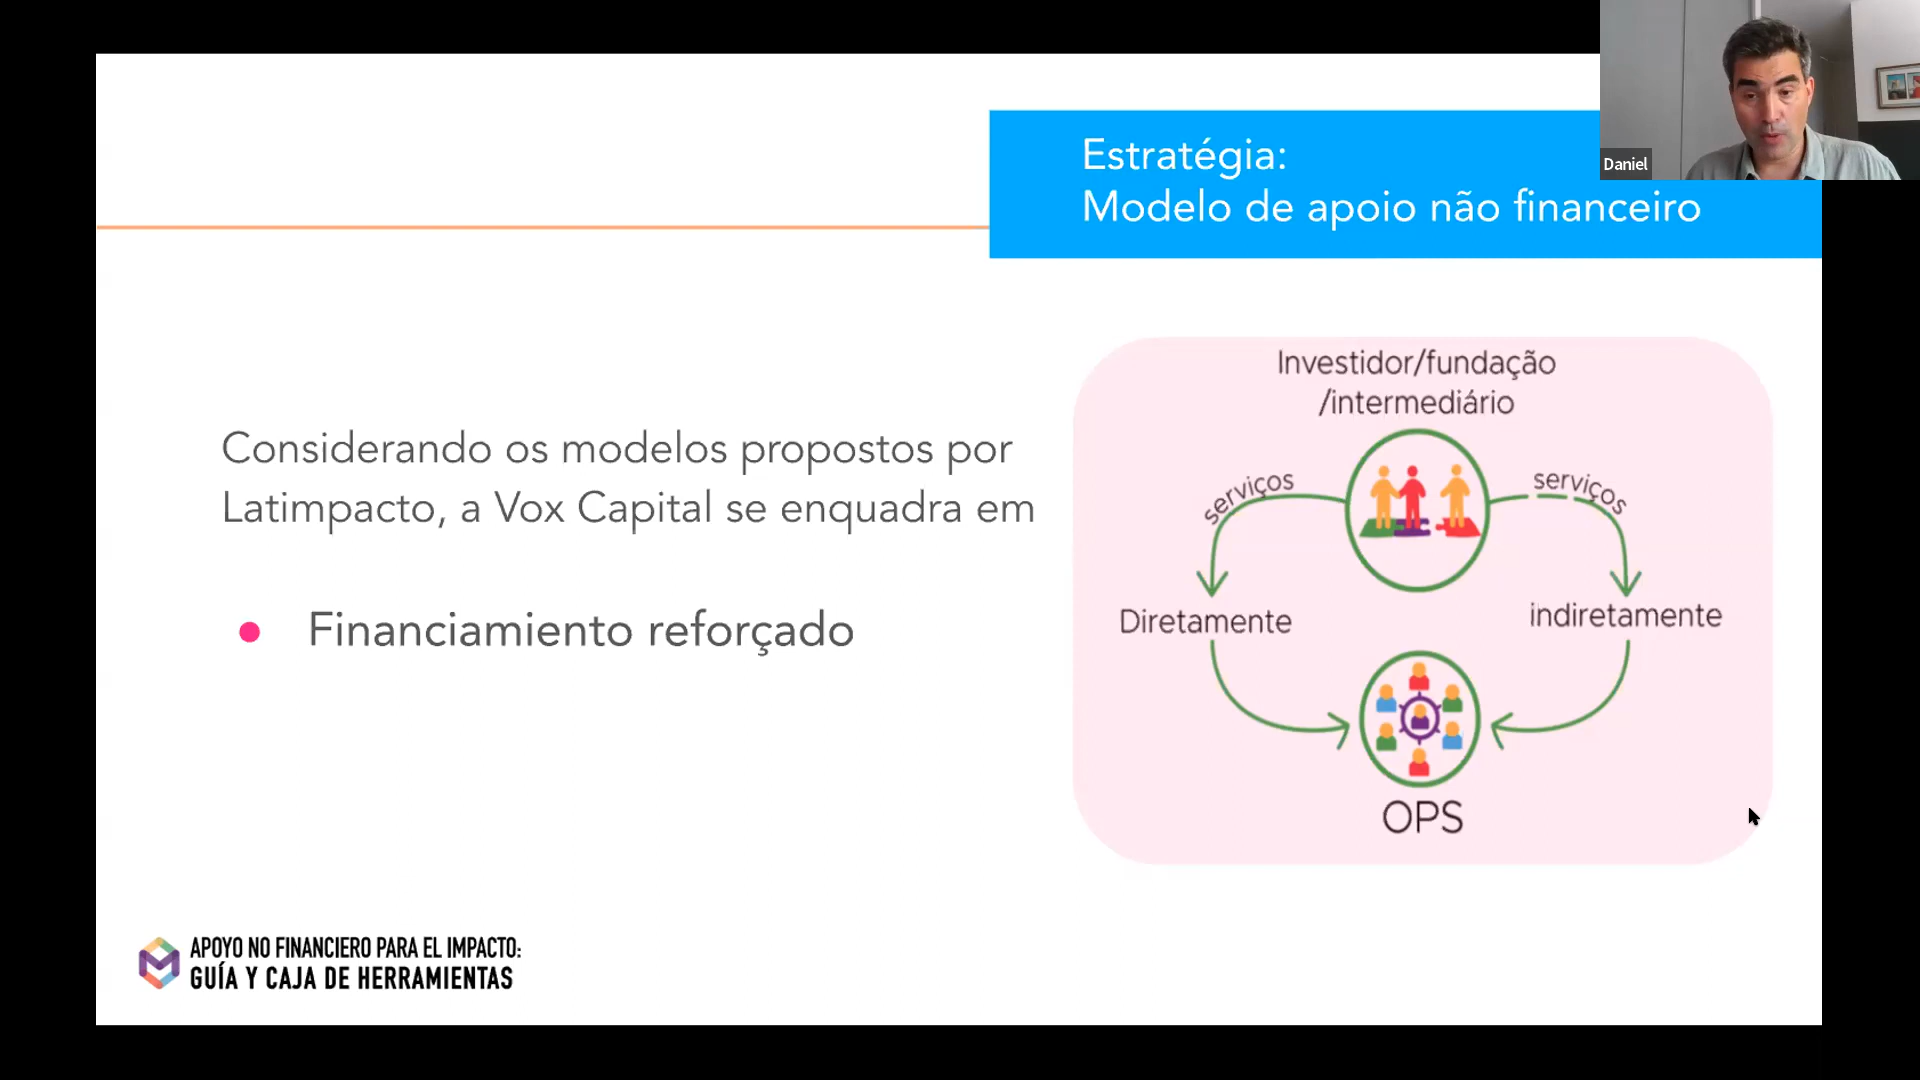 Daniel
Estratégia:
Modelo de apoio não financeiro
Considerando os modelos propostos por
Latimpacto, a Vox Capital se enquadra em
Financiamiento reforçado
Investidor/fundação
/intermediário
serviços
serviços
Diretamente
indiretamente
OPS
APOYO NO FINANCIERO PARA EL IMPACTO:
GUÍA Y CAJA DE HERRAMIENTAS